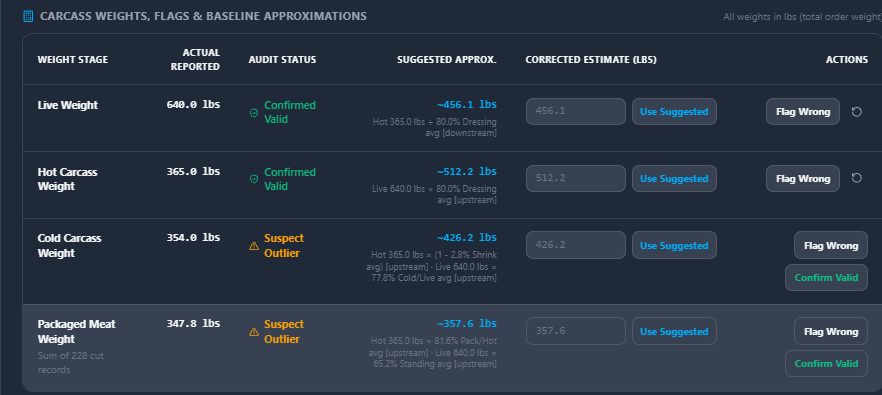 CARCASS WEIGHTS, FLAGS & BASELINE APPROXIMATIONS
All weights in lbs (total order weight)
WEIGHT STAGE
ACTUAL
REPORTED
AUDIT STATUS
SUGGESTED APPROX.
CORRECTED ESTIMATE (LBS)
ACTIONS
Live Weight
640.0 lbs
Confirmed
Valid
~456.1 lbs
Hot 365.0 lbs ÷ 80.0% Dressing
avg [downstream]
456.1
Use Suggested
Flag Wrong
Hot Carcass
Weight
365.0 lbs
Confirmed
Valid
~512.2 lbs
Live 640.0 lbs × 80.0% Dressing
avg [upstream]
512.2
Use Suggested
Flag Wrong
Cold Carcass
Weight
354.0 lbs
Suspect
Outlier
~426.2 lbs
Hot 365.0 lbs × (1 - 2.8% Shrink
avg) [upstream] · Live 640.0 lbs ×
77.8% Cold/Live avg [upstream]
426.2
Use Suggested
Flag Wrong
Confirm Valid
Packaged Meat
Weight
Sum of 228 cut
records
347.8 lbs
Suspect
Outlier
~357.6 lbs
Hot 365.0 lbs × 81.6% Pack/Hot
avg [upstream] · Live 640.0 lbs ×
65.2% Standing avg [upstream]
357.6
Use Suggested
Flag Wrong
Confirm Valid